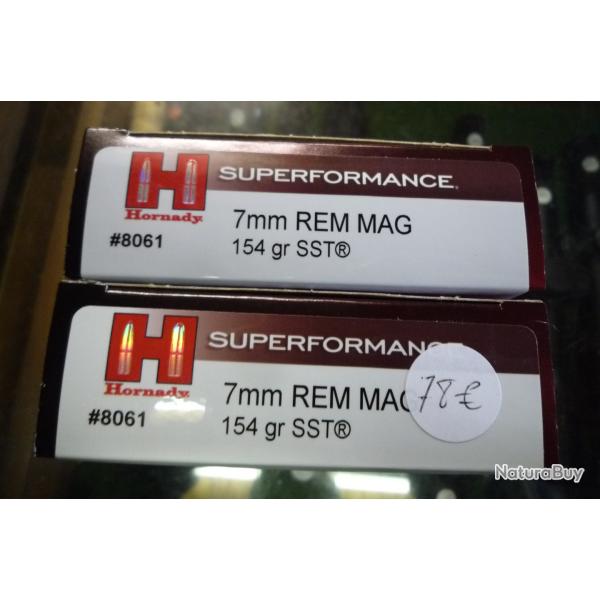 SUPERFORMANCE.
Hornady
7mm REM MAG
#8061
154 gr SST®
SUPERFORMANCE
Hornady
7mm REM MAG
78€
#8061
154 gr SST®
NaturaBuy